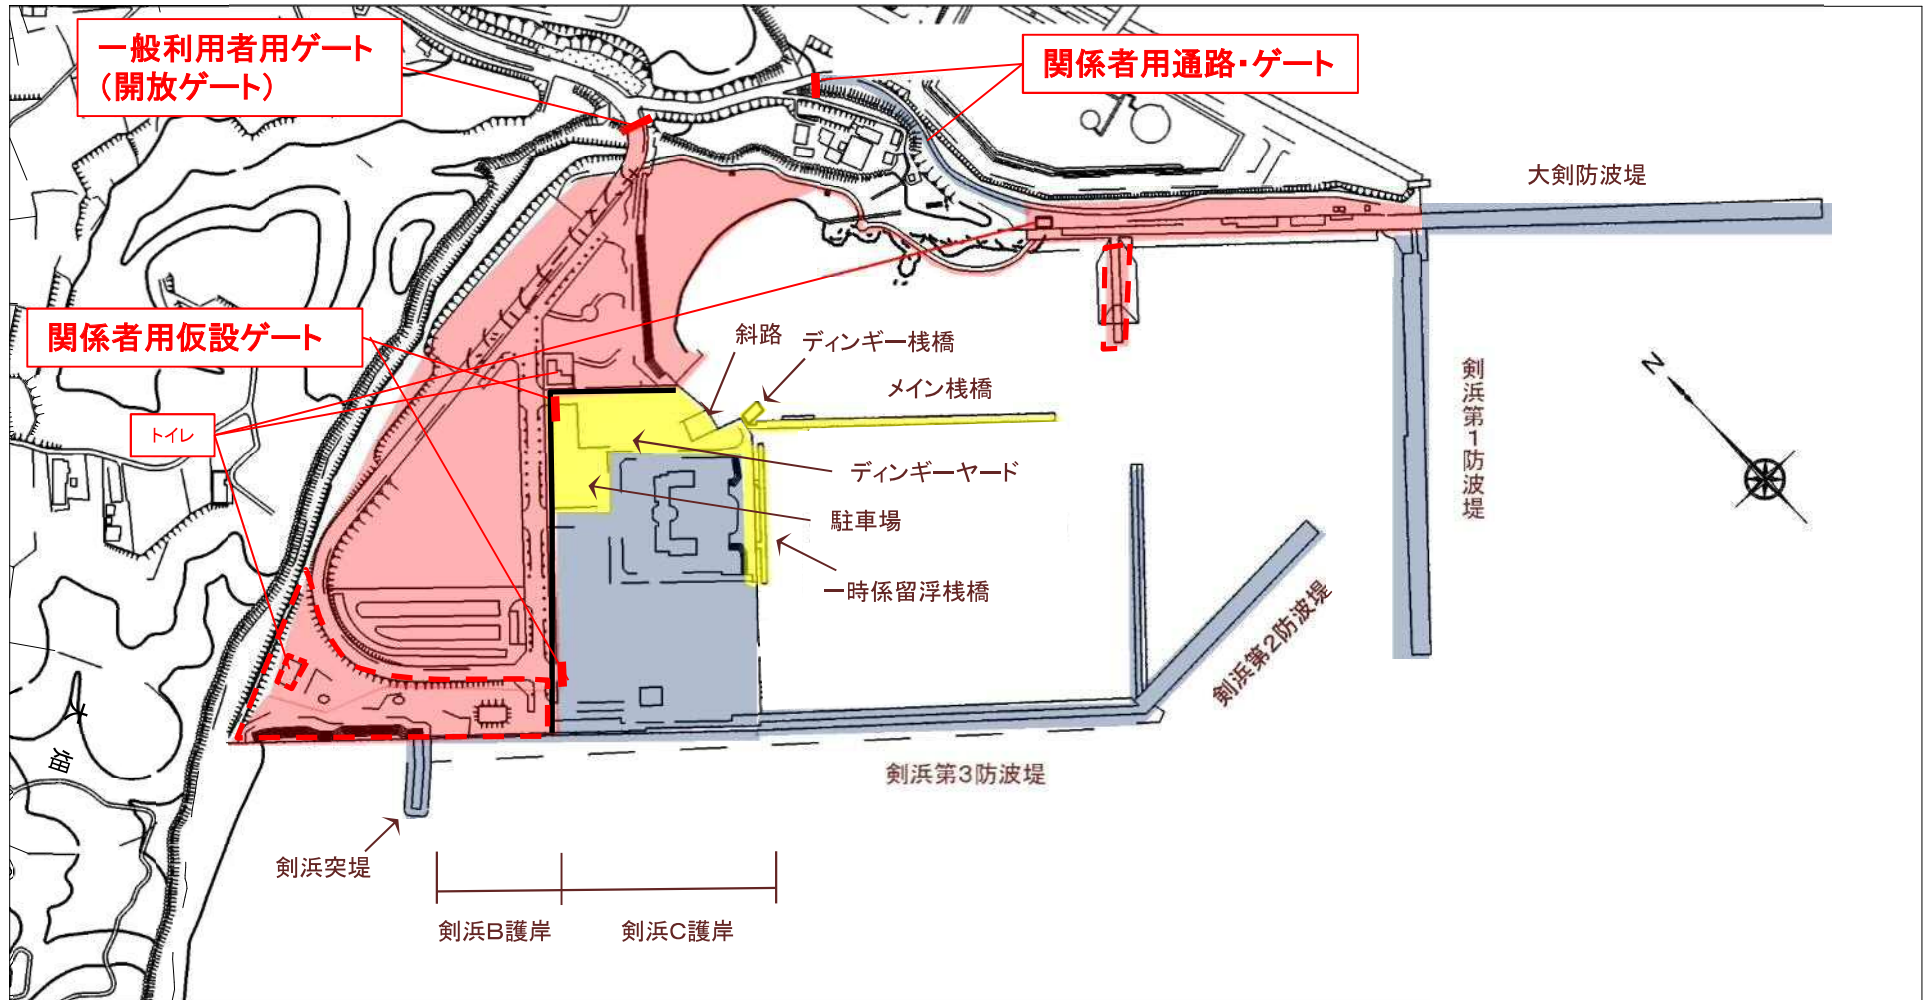 一般利用者用ゲート
（開放ゲート）
関係者用通路・ゲート
大剣防波堤
関係者用仮設ゲート
斜路
ディンギー桟橋
メイン桟橋
剣浜第1防波堤
N
トイレ
ディンギーヤード
駐車場
一時係留浮桟橋
剣浜第2防波堤
大
留
剣浜第3防波堤
剣浜突堤
剣浜B護岸
剣浜C護岸